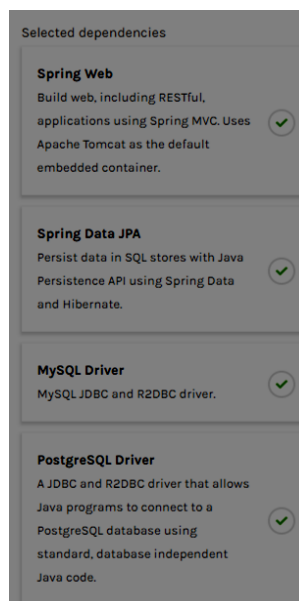 Selected dependencies
Spring Web
Build web, including RESTful,
applications using Spring MVC. Uses
Apache Tomcat as the default
embedded container.
Spring Data JPA
Persist data in SQL stores with Java
Persistence API using Spring Data
and Hibernate.
MySQL Driver
MySQL JDBC and R2DBC driver.
PostgreSQL Driver
A JDBC and R2DBC driver that allows
Java programs to connect to a
PostgreSQL database using
standard, database independent
Java code.